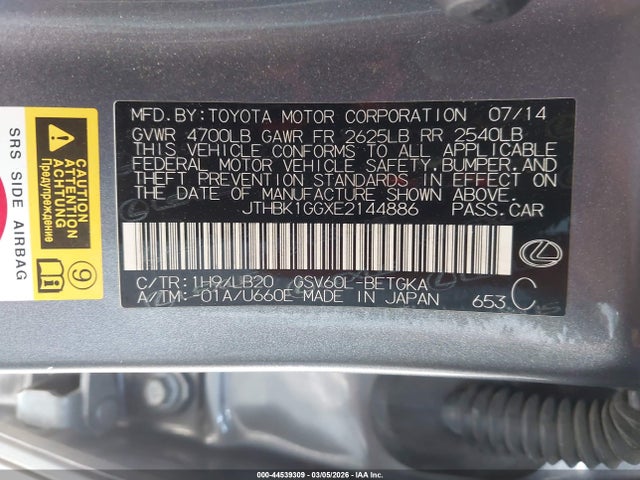 MFD.BY:TOYOTA MOTOR CORPORATION 07/14
GVWR 4700LB GAWR FR 2625LB RR 2540LB
THIS VEHICLE CONFORMS TO ALL APPLICABLE
FEDERAL MOTOR VEHICLE SAFETY,BUMPER,AND
THEFT PREVENTION STANDARDS IN EFFECT ON
THE DATE OF MANUFACTURE SHOWN ABOVE.
JTHBK1GGXE2144886 PASS.CAR
C/TR:1H9/LB20 GSV60L-BETGKA
A/TM:-01A/U660E MADE IN JAPAN 653 C
SRS SIDE AIRBAG
Предупреждение
ACHTUNG
ATTENTION
CAUTION
9
000-44539309 | 03/05/2026 | IAAI.COM